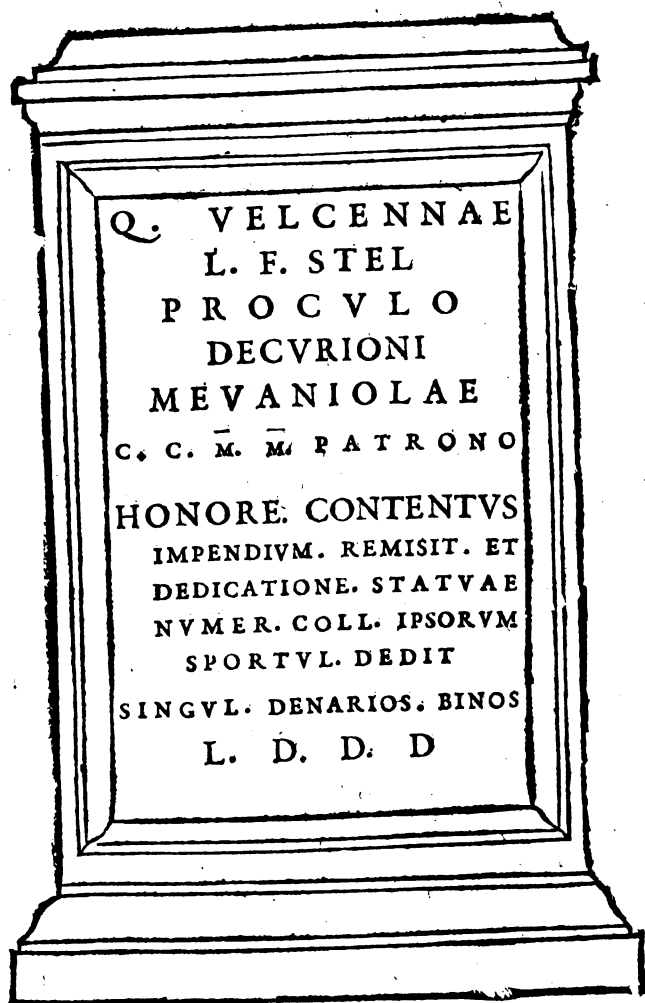 Q. VELCENNAE
L. F. STEL
PROCVLO
DECVRIONI
MEVANIOLAE
C. C. M̅. M̅. PATRONO
HONORE. CONTENTVS
IMPENDIVM. REMISIT. ET
DEDICATIONE. STATVAE
NVMER. COLL. IPSORVM
SPORTVL. DEDIT
SINGVL. DENARIOS. BINOS
L. D. D. D